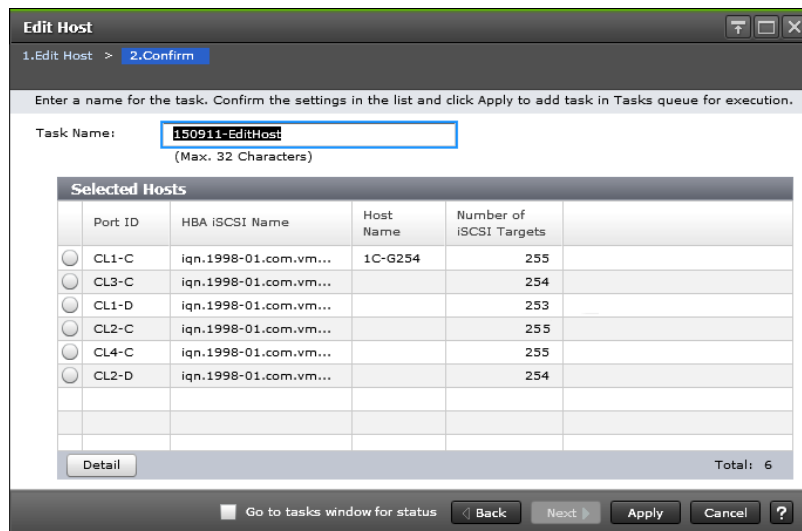 Edit Host
1.Edit Host > 2.Confirm
Enter a name for the task. Confirm the settings in the list and click Apply to add task in Tasks queue for execution.
Task Name: 150911-EditHost
(Max. 32 Characters)
Selected Hosts
Port ID HBA iSCSI Name Host Name Number of iSCSI Targets
CL1-C iqn.1998-01.com.vm... 1C-G254 255
CL3-C iqn.1998-01.com.vm... 254
CL1-D iqn.1998-01.com.vm... 253
CL2-C iqn.1998-01.com.vm... 255
CL4-C iqn.1998-01.com.vm... 255
CL2-D iqn.1998-01.com.vm... 254
Detail Total: 6
Go to tasks window for status Back Next Apply Cancel ?